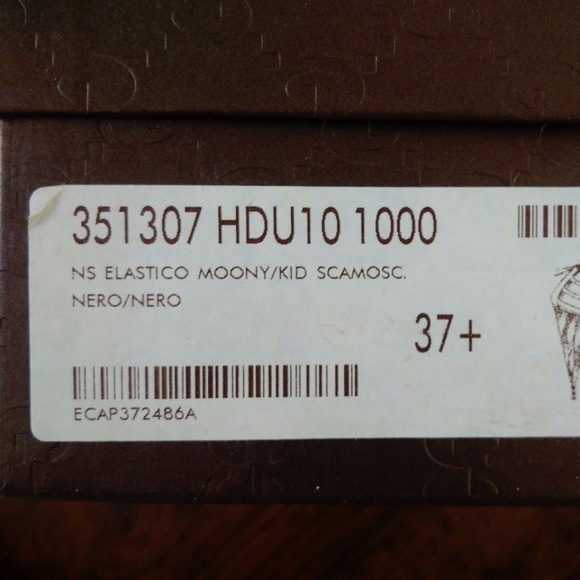 351307 HDU10 1000
NS ELASTICO MOONY/KID SCAMOSC.
NERO/NERO
37+
ECAP372486A